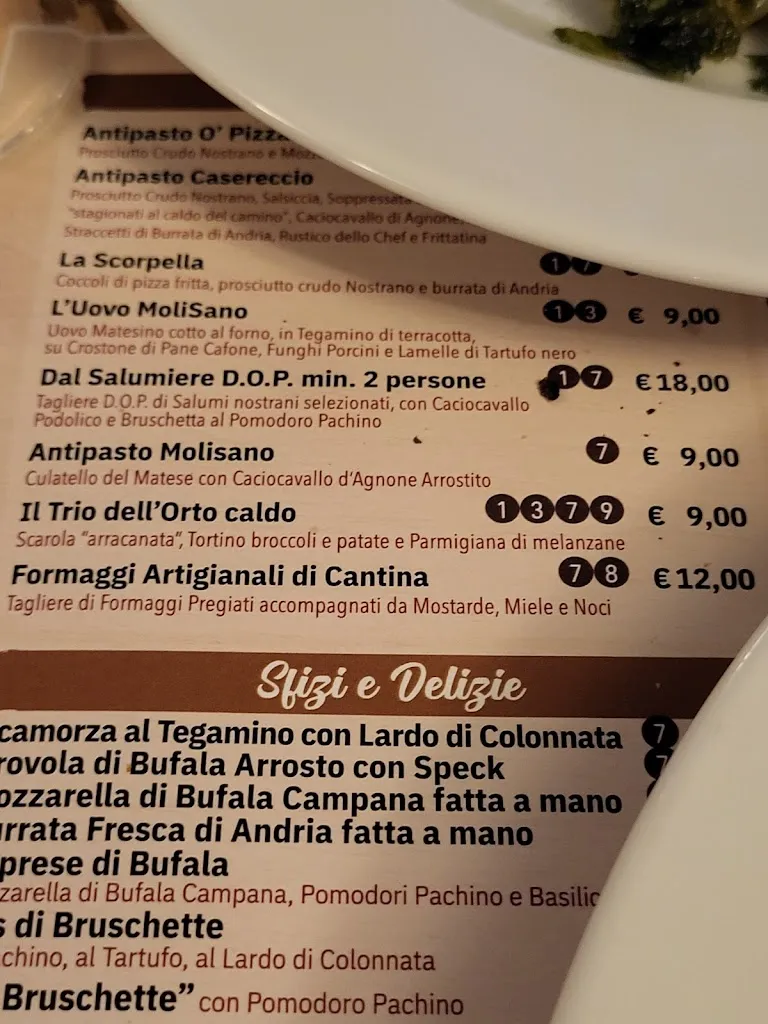 Antipasto O' Pizz
Prosciutto Crudo Nostrano e
Antipasto Casereccio
Prosciutto Crudo Nostrano, Salsiccia, Soppressata
"stagionati al caldo del camino", Caciocavallo di Agnone,
Straccetti di Burrata di Andria, Rustico dello Chef e Frittatina
La Scorpella 1 7
Coccoli di pizza fritta, prosciutto crudo Nostrano e burrata di Andria
L'Uovo MoliSano 1 3 € 9,00
Uovo Matesino cotto al forno, in Tegamino di terracotta,
su Crostone di Pane Cafone, Funghi Porcini e Lamelle di Tartufo nero
Dal Salumiere D.O.P. min. 2 persone 1 7 € 18,00
Tagliere D.O.P. di Salumi nostrani selezionati, con Caciocavallo
Podolico e Bruschetta al Pomodoro Pachino
Antipasto Molisano 7 € 9,00
Culatello del Matese con Caciocavallo d'Agnone Arrostito
Il Trio dell'Orto caldo 1 3 7 9 € 9,00
Scarola "arracanata", Tortino broccoli e patate e Parmigiana di melanzane
Formaggi Artigianali di Cantina 7 8 € 12,00
Tagliere di Formaggi Pregiati accompagnati da Mostarde, Miele e Noci
Sfizi e Delizie
camorza al Tegamino con Lardo di Colonnata 7
rovola di Bufala Arrosto con Speck 7
ozzarella di Bufala Campana fatta a mano
urrata Fresca di Andria fatta a mano
prese di Bufala
zarella di Bufala Campana, Pomodori Pachino e Basilic
s di Bruschette
chino, al Tartufo, al Lardo di Colonnata
Bruschette" con Pomodoro Pachino